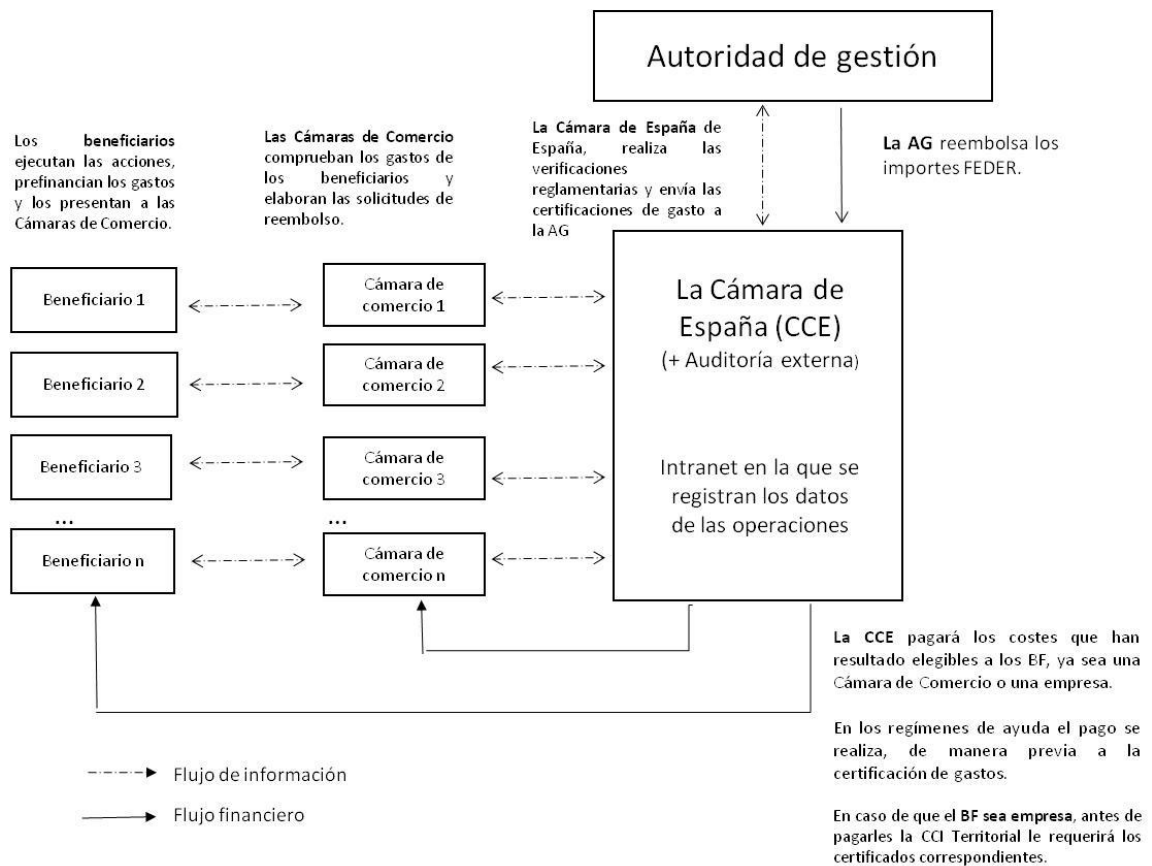 Autoridad de gestión
Los beneficiarios
ejecutan las acciones,
prefinancian los gastos
y los presentan a las
Cámaras de Comercio.
Las Cámaras de Comercio
comprueban los gastos de
los beneficiarios y
elaboran las solicitudes de
reembolso.
La Cámara de España de
España, realiza las
verificaciones
reglamentarias y envía las
certificaciones de gasto a
la AG
La AG reembolsa los
importes FEDER.
Beneficiario 1
Cámara de
comercio 1
Beneficiario 2
Cámara de
comercio 2
Beneficiario 3
Cámara de
comercio 3
...
...
Beneficiario n
Cámara de
comercio n
La Cámara de
España (CCE)
(+ Auditoría externa)
Intranet en la que se
registran los datos
de las operaciones
La CCE pagará los costes que han
resultado elegibles a los BF, ya sea una
Cámara de Comercio o una empresa.
En los regímenes de ayuda el pago se
realiza, de manera previa a la
certificación de gastos.
En caso de que el BF sea empresa, antes de
pagarles la CCI Territorial le requerirá los
certificados correspondientes.
Flujo de información
Flujo financiero